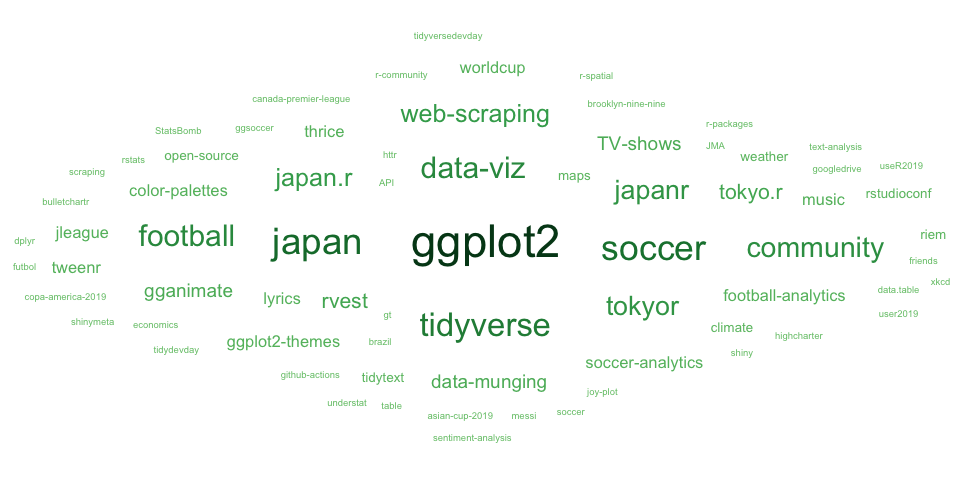 tidyversedevday
worldcup
r-community
r-spatial
canada-premier-league
web-scraping
brooklyn-nine-nine
StatsBomb
ggsoccer
thrice
r-packages
TV-shows
JMA
text-analysis
rstats
open-source
httr
weather
scraping
data-viz
googledrive
useR2019
color-palettes
japan.r
API
maps
japanr
tokyo.r
music
rstudioconf
bulletchartr
jleague
football
japan
ggplot2
soccer
community
riem
dplyr
futbol
tweenr
friends
copa-america-2019
gganimate
lyrics
rvest
tokyor
football-analytics
data.table
xkcd
shinymeta
economics
gt
tidyverse
climate
user2019
tidydevday
ggplot2-themes
brazil
shiny
highcharter
github-actions
tidytext
data-munging
soccer-analytics
understat
table
joy-plot
asian-cup-2019
messi
soccer
sentiment-analysis